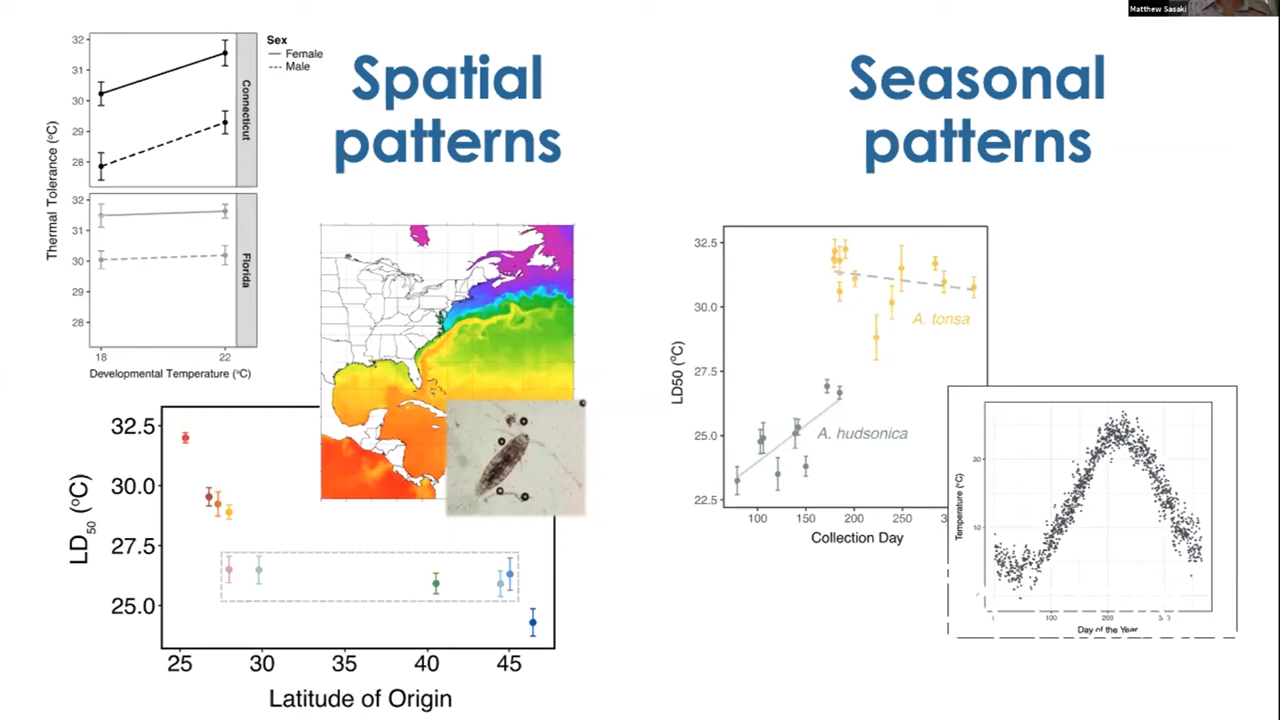 Matthew Sasaki
Spatial
patterns
Seasonal
patterns
Sex
Female
Male
Thermal Tolerance (°C)
32
31
30
29
28
Connecticut
32
31
30
29
28
Florida
18
22
Developmental Temperature (°C)
LD50 (°C)
32.5
30.0
27.5
25.0
25
30
35
40
45
Latitude of Origin
LD50 (°C)
32.5
30.0
27.5
25.0
22.5
A. tonsa
A. hudsonica
100
150
200
250
Collection Day
Temperature (°C)
20
10
0
100
200
Day of the Year